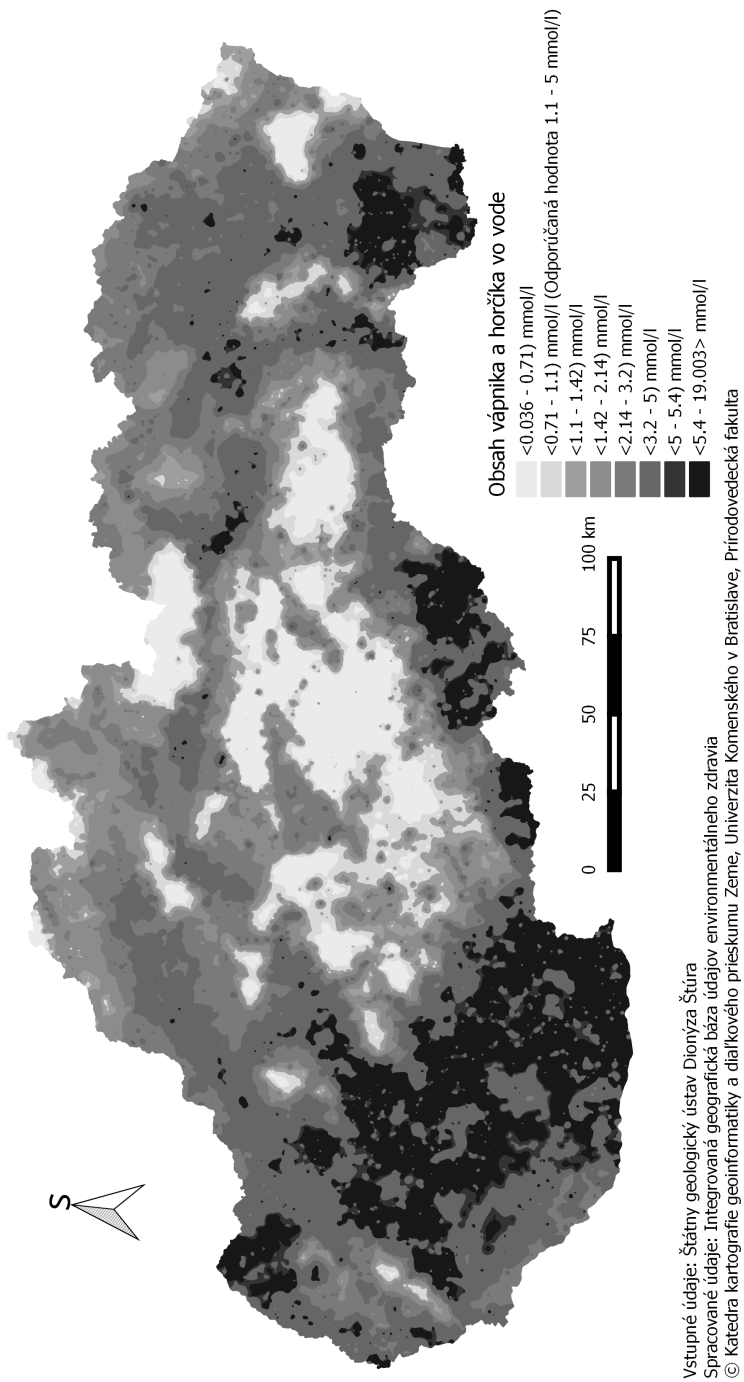 S
Obsah vápnika a horčíka vo vode
<0.036 - 0.71) mmol/l
<0.71 - 1.1) mmol/l (Odporúčaná hodnota 1.1 - 5 mmol/l)
<1.1 - 1.42) mmol/l
<1.42 - 2.14) mmol/l
<2.14 - 3.2) mmol/l
<3.2 - 5) mmol/l
<5 - 5.4) mmol/l
<5.4 - 19.003> mmol/l
0 25 50 75 100 km
Vstupné údaje: Štátny geologický ústav Dionýza Štúra
Spracované údaje: Integrovaná geografická báza údajov environmentálneho zdravia
© Katedra kartografie geoinformatiky a diaľkového prieskumu Zeme, Univerzita Komenského v Bratislave, Prírodovedecká fakulta